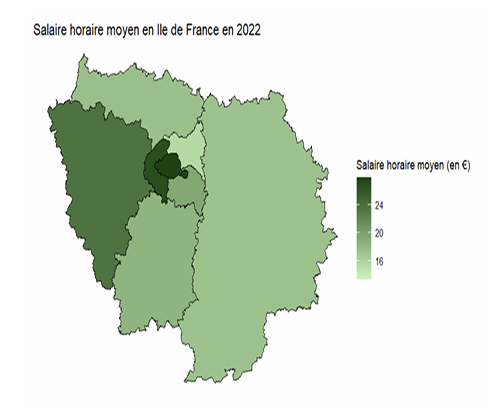 Salaire horaire moyen en Ile de France en 2022
Salaire horaire moyen (en €)
24
20
16